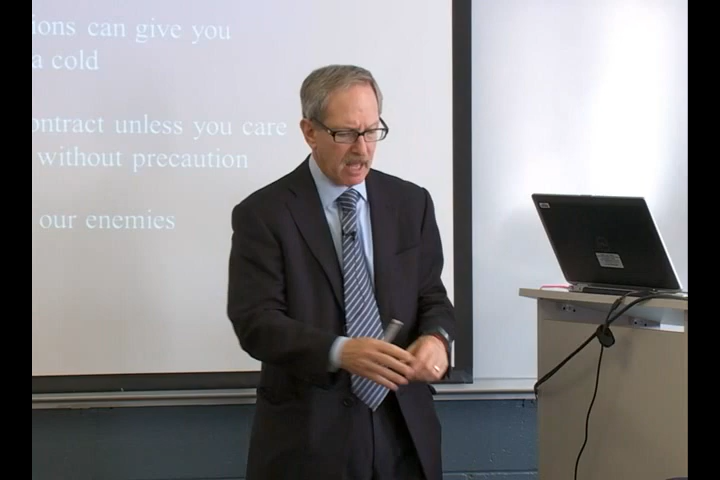 ions can give you
a cold
ontract unless you care
without precaution
our enemies